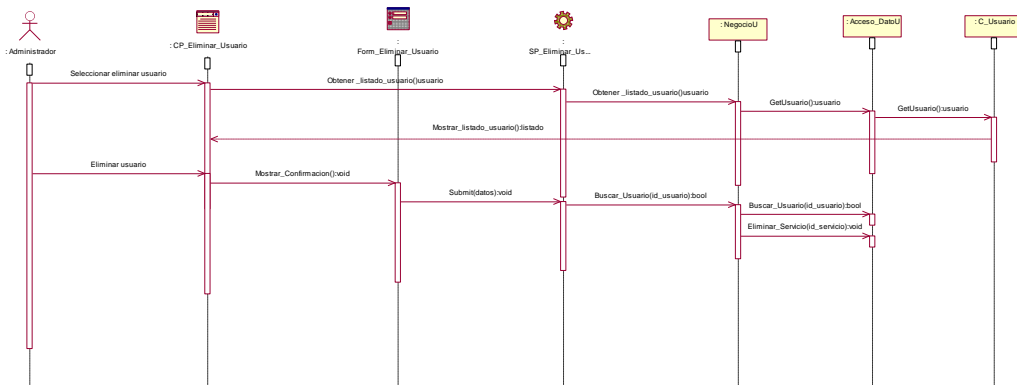 : Administrador
: CP_Eliminar_Usuario
:
Form_Eliminar_Usuario
:
SP_Eliminar_Us...
: NegocioU
: Acceso_DatoU
: C_Usuario
Seleccionar eliminar usuario
Obtener _listado_usuario()usuario
Obtener _listado_usuario()usuario
GetUsuario():usuario
GetUsuario():usuario
Mostrar_listado_usuario():listado
Eliminar usuario
Mostrar_Confirmacion():void
Submit(datos):void
Buscar_Usuario(id_usuario):bool
Buscar_Usuario(id_usuario):bool
Eliminar_Servicio(id_servicio):void